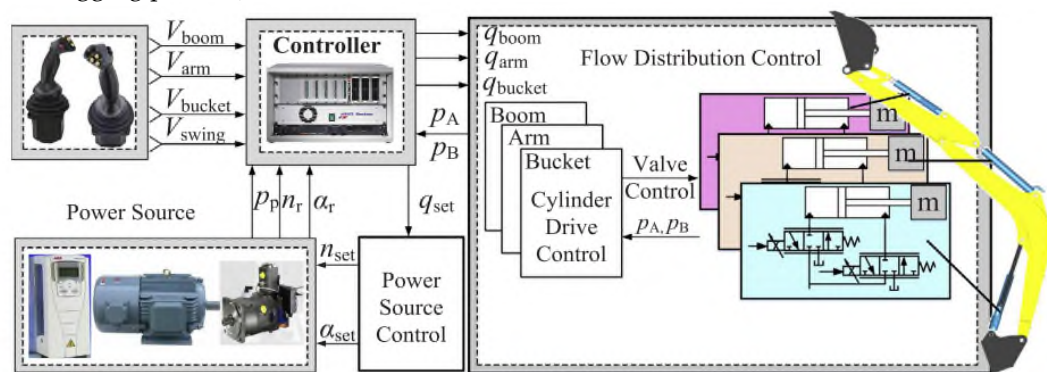 V_boom
V_arm
V_bucket
V_swing
Controller
p_A
p_B
q_boom
q_arm
q_bucket
Flow Distribution Control
Boom
Arm
Bucket
Cylinder
Drive
Control
Valve
Control
p_A, p_B
m
m
m
Power Source
p_p
n_r
α_r
q_set
n_set
α_set
Power
Source
Control